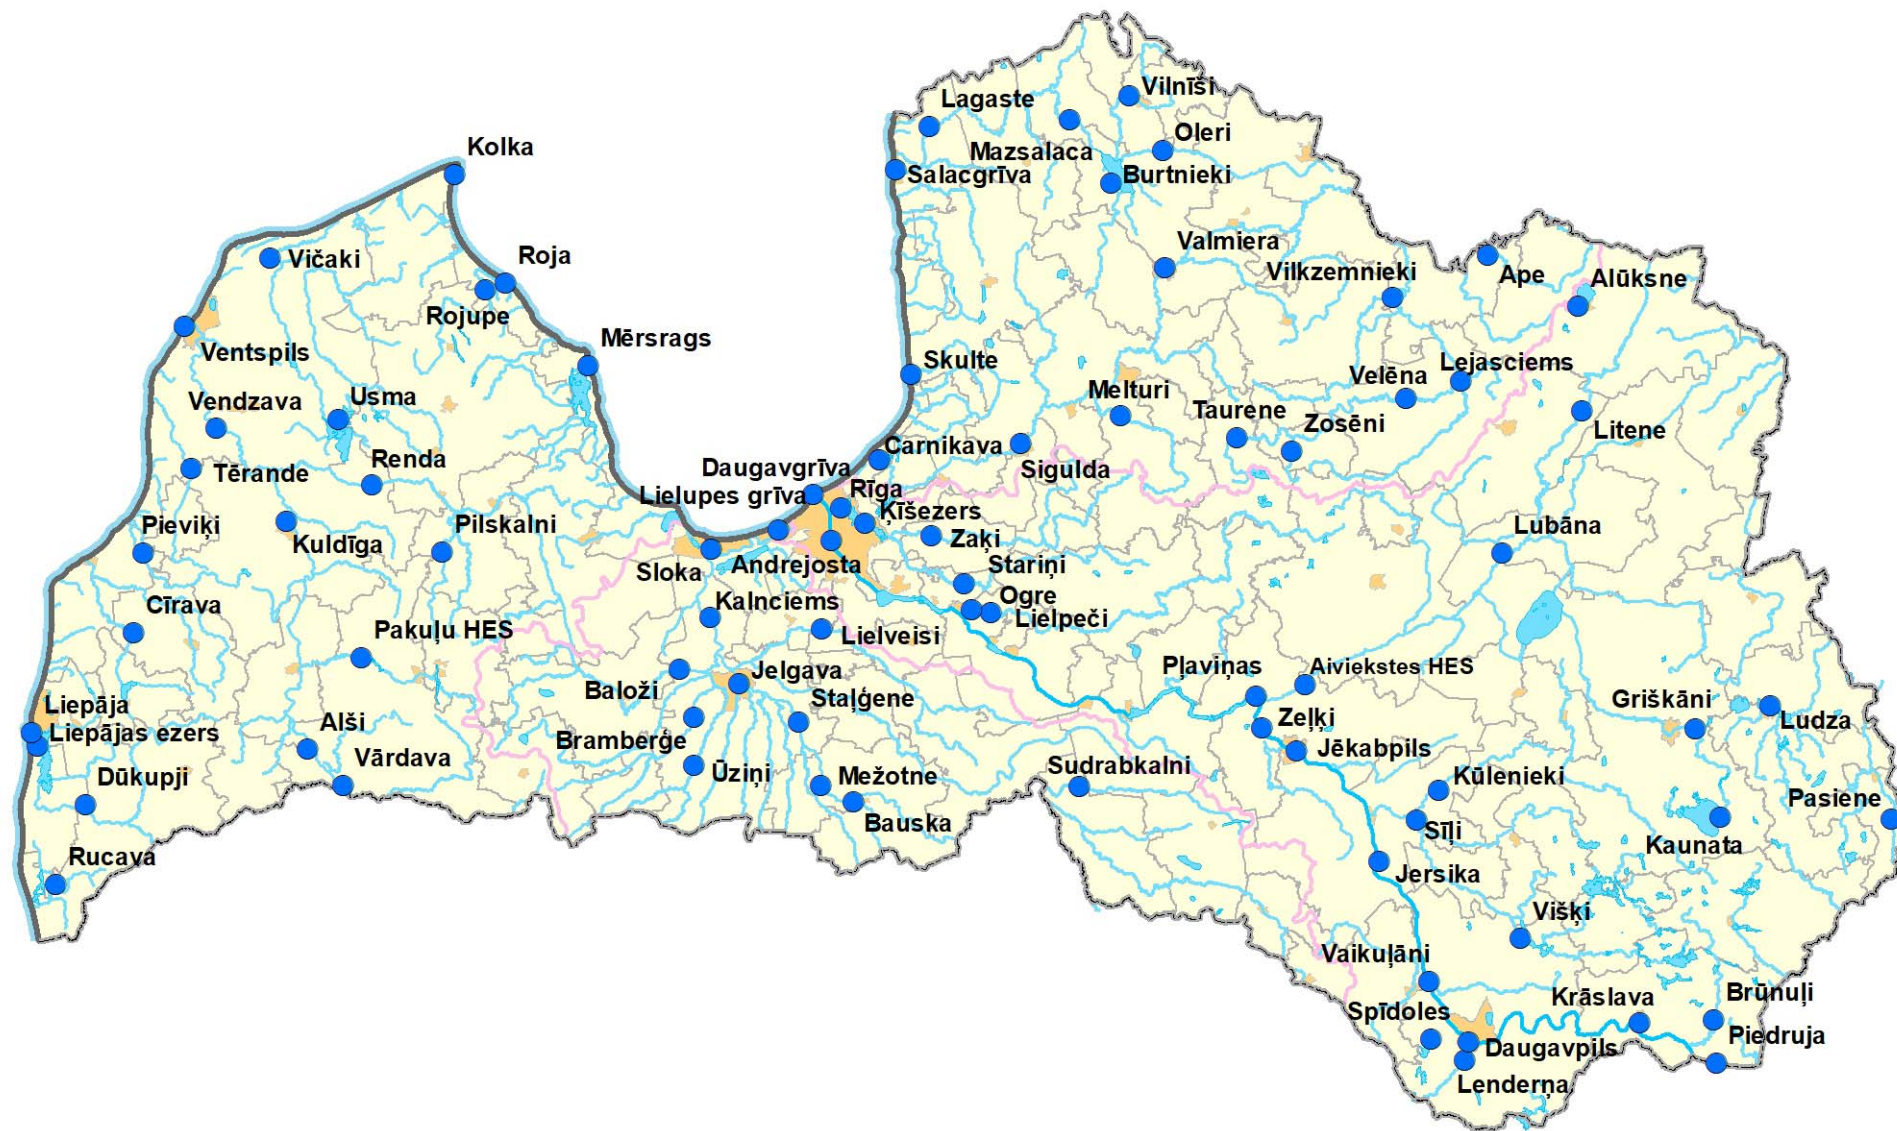 Vilnīši
Lagaste
Oleri
Kolka
Mazsalaca
Salacgrīva
Burtnieki
Valmiera
Roja
Vičaki
Vilkzemnieki
Ape
Alūksne
Rojupe
Mērsrags
Ventspils
Skulte
Lejasciems
Velēna
Melturi
Usma
Vendzava
Taurene
Zosēni
Litene
Carnikava
Renda
Daugavgrīva
Sigulda
Tērande
Rīga
Lielupes grīva
Ķīšezers
Pieviķi
Pilskalni
Lubāna
Kuldīga
Zaķi
Andrejosta
Stariņi
Sloka
Ogre
Kalnciems
Cīrava
Lielpeči
Pakuļu HES
Lielveisi
Pļaviņas
Aiviekstes HES
Jelgava
Baloži
Staļģene
Griškāni
Liepāja
Ludza
Zeļķi
Liepājas ezers
Alši
Bramberģe
Jēkabpils
Vārdava
Sudrabkalni
Dūkupji
Ūziņi
Mežotne
Kūlenieki
Pasiene
Bauska
Sīļi
Kaunata
Rucava
Jersika
Višķi
Vaikuļāni
Brūnuļi
Krāslava
Spīdoles
Piedruja
Daugavpils
Lenderņa